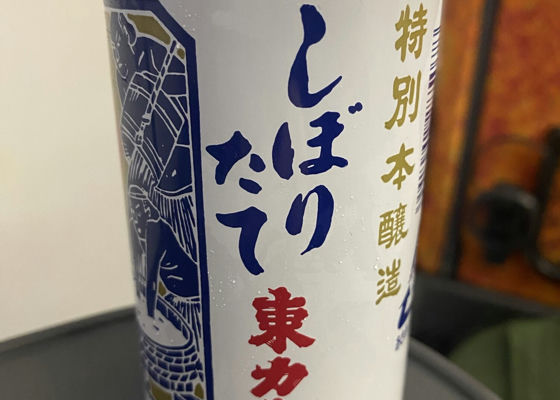 特別本醸造
しぼり
たて
東力